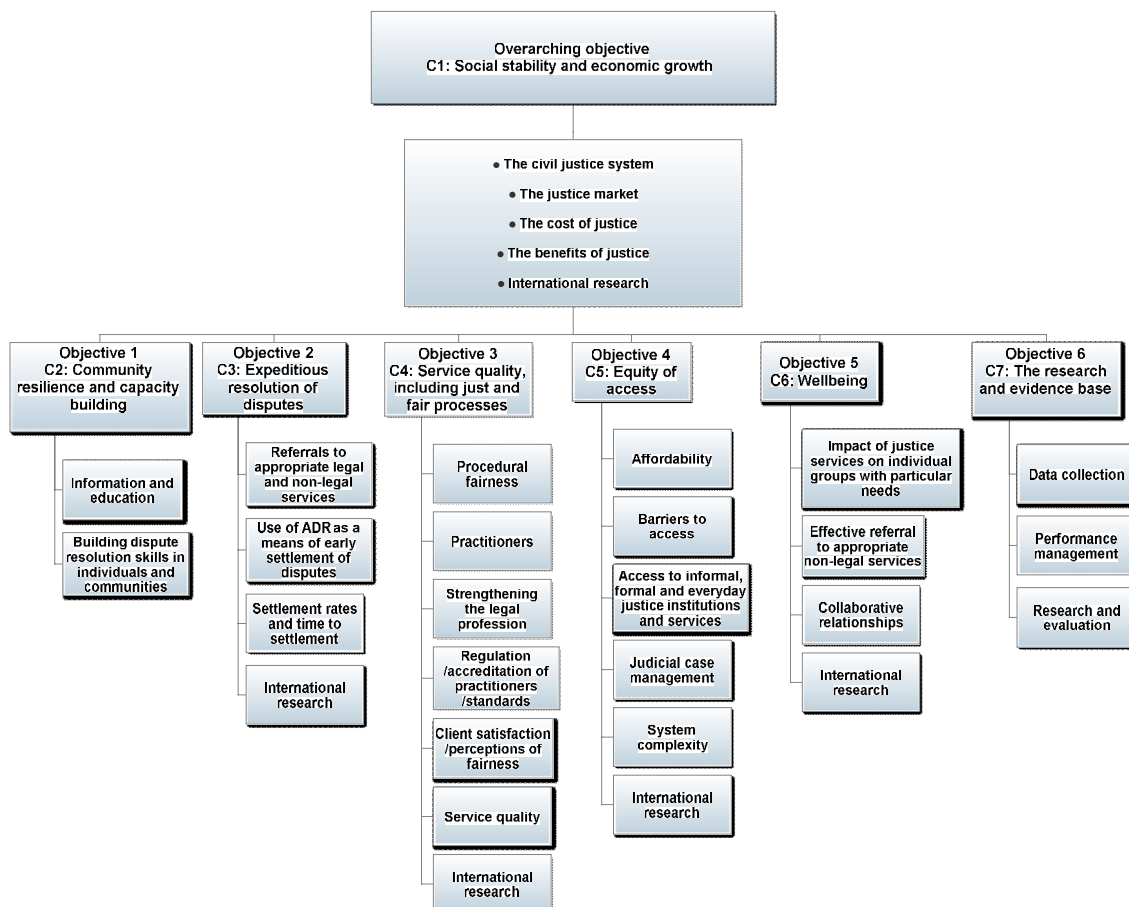 Overarching objective
C1: Social stability and economic growth
• The civil justice system
• The justice market
• The cost of justice
• The benefits of justice
• International research
Objective 1
C2: Community
resilience and capacity
building
Information and
education
Building dispute
resolution skills in
individuals and
communities
Objective 2
C3: Expeditious
resolution of
disputes
Referrals to
appropriate legal
and non-legal
services
Use of ADR as a
means of early
settlement of
disputes
Settlement rates
and time to
settlement
International
research
Objective 3
C4: Service quality,
including just and
fair processes
Procedural
fairness
Practitioners
Strengthening
the legal
profession
Regulation
/accreditation of
practitioners
/standards
Client satisfaction
/perceptions of
fairness
Service quality
International
research
Objective 4
C5: Equity of
access
Affordability
Barriers to
access
Access to informal,
formal and everyday
justice institutions
and services
Judicial case
management
System
complexity
International
research
Objective 5
C6: Wellbeing
Impact of justice
services on individual
groups with particular
needs
Effective referral
to appropriate
non-legal services
Collaborative
relationships
International
research
Objective 6
C7: The research
and evidence base
Data collection
Performance
management
Research and
evaluation